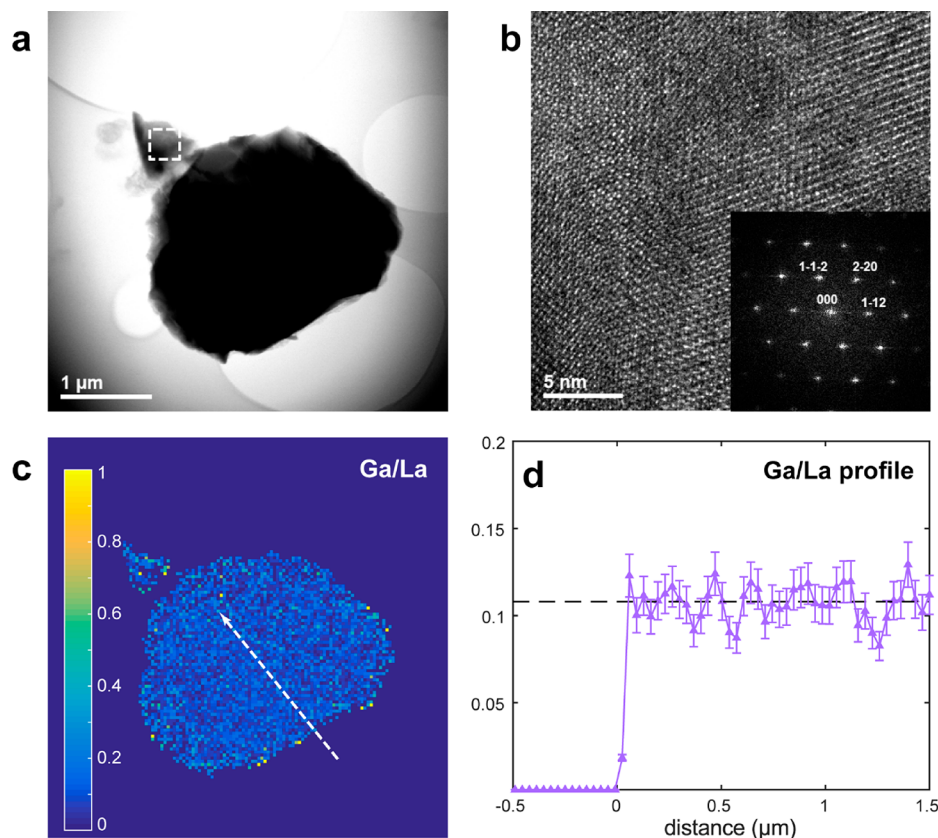 a
1 μm
b
1-1-2
2-20
000
1-12
5 nm
c
Ga/La
1
0.8
0.6
0.4
0.2
0
d
Ga/La profile
0.2
0.15
0.1
0.05
-0.5
0
0.5
1
1.5
distance (μm)